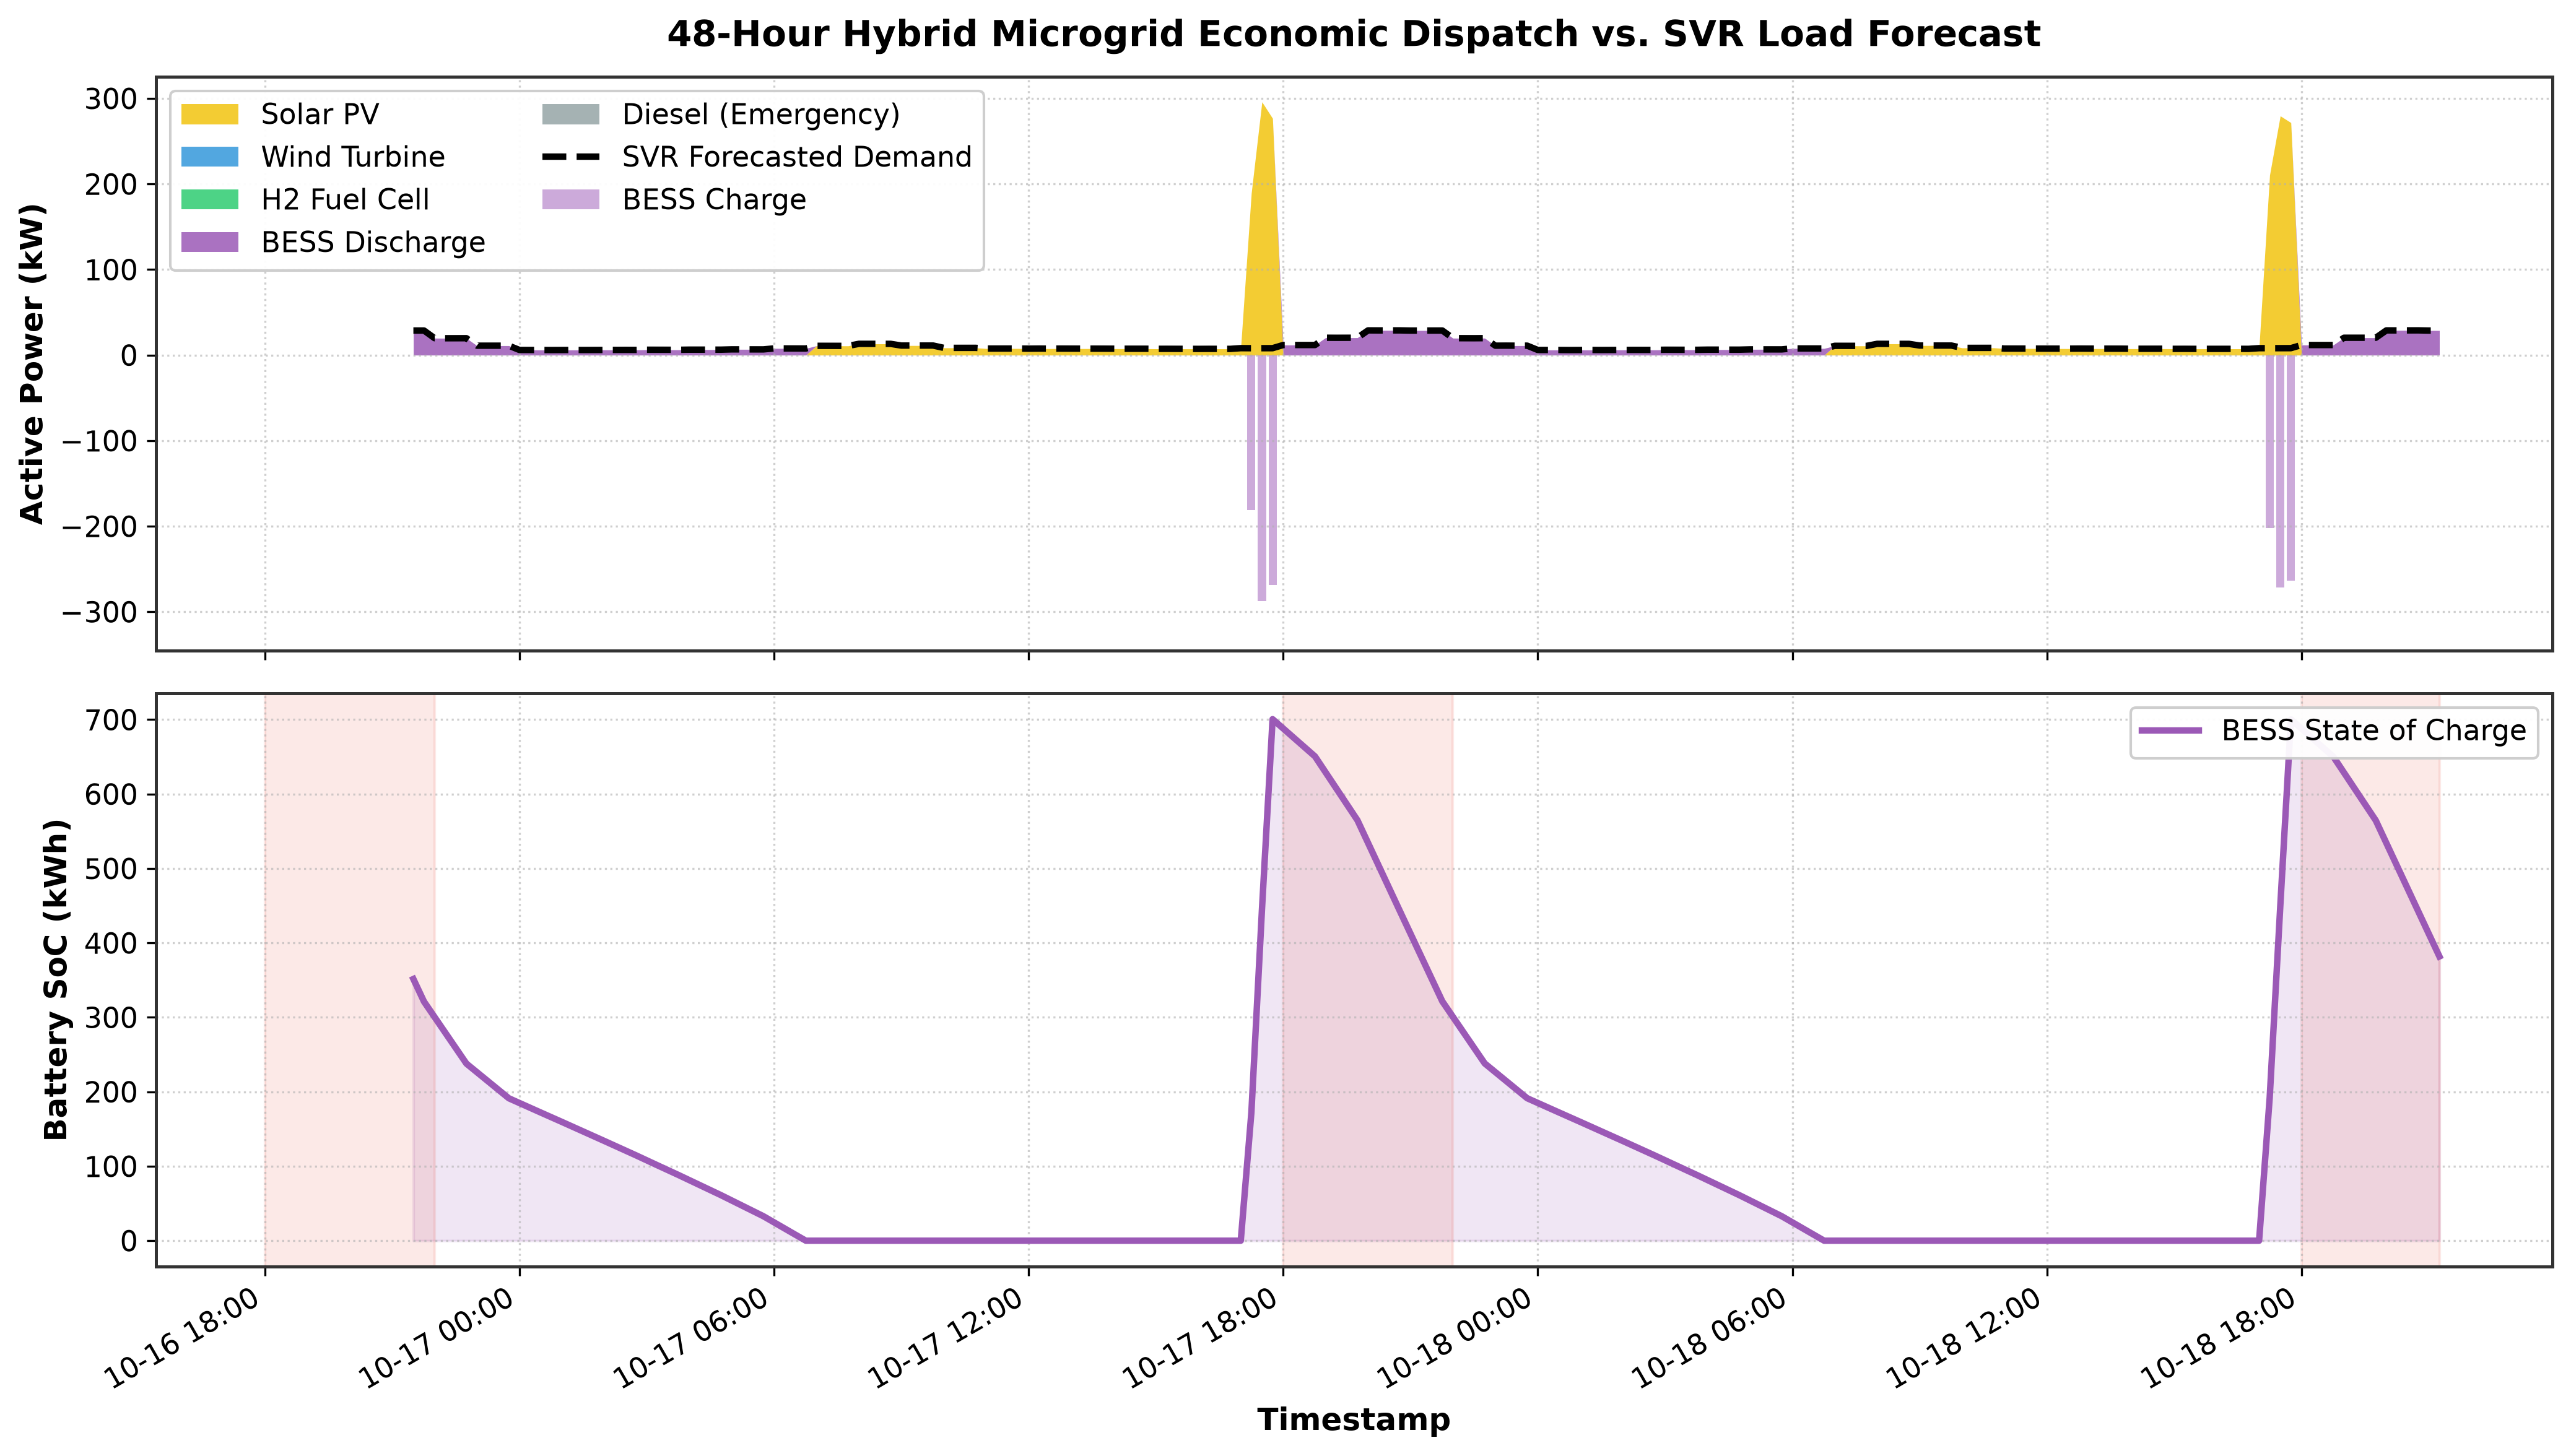 48-Hour Hybrid Microgrid Economic Dispatch vs. SVR Load Forecast
Active Power (kW)
300
200
100
0
−100
−200
−300
Solar PV
Wind Turbine
H2 Fuel Cell
BESS Discharge
Diesel (Emergency)
SVR Forecasted Demand
BESS Charge
Battery SoC (kWh)
700
600
500
400
300
200
100
0
BESS State of Charge
10-16 18:00
10-17 00:00
10-17 06:00
10-17 12:00
10-17 18:00
10-18 00:00
10-18 06:00
10-18 12:00
10-18 18:00
Timestamp